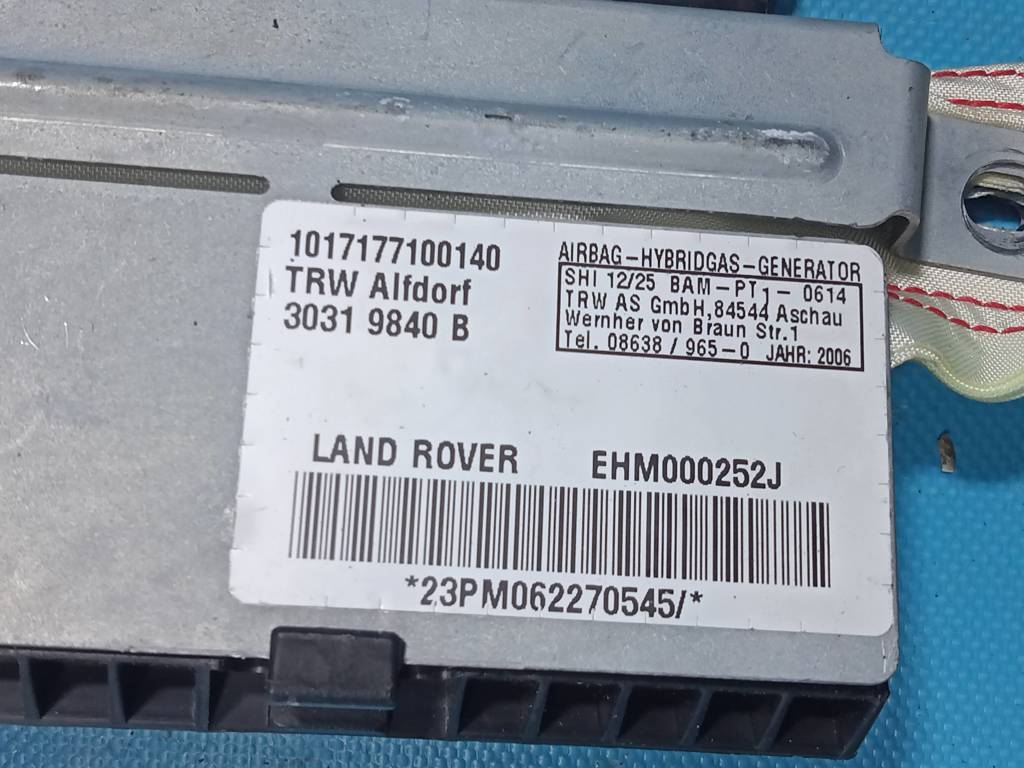 1017177100140
TRW Alfdorf
3031 9840 B
AIRBAG-HYBRIDGAS-GENERATOR
SHI 12/25 BAM-PT1-0614
TRW AS GmbH,84544 Aschau
Wernher von Braun Str.1
Tel. 08638/965-0 JAHR: 2006
LAND ROVER EHM000252J
*23PM062270545/*